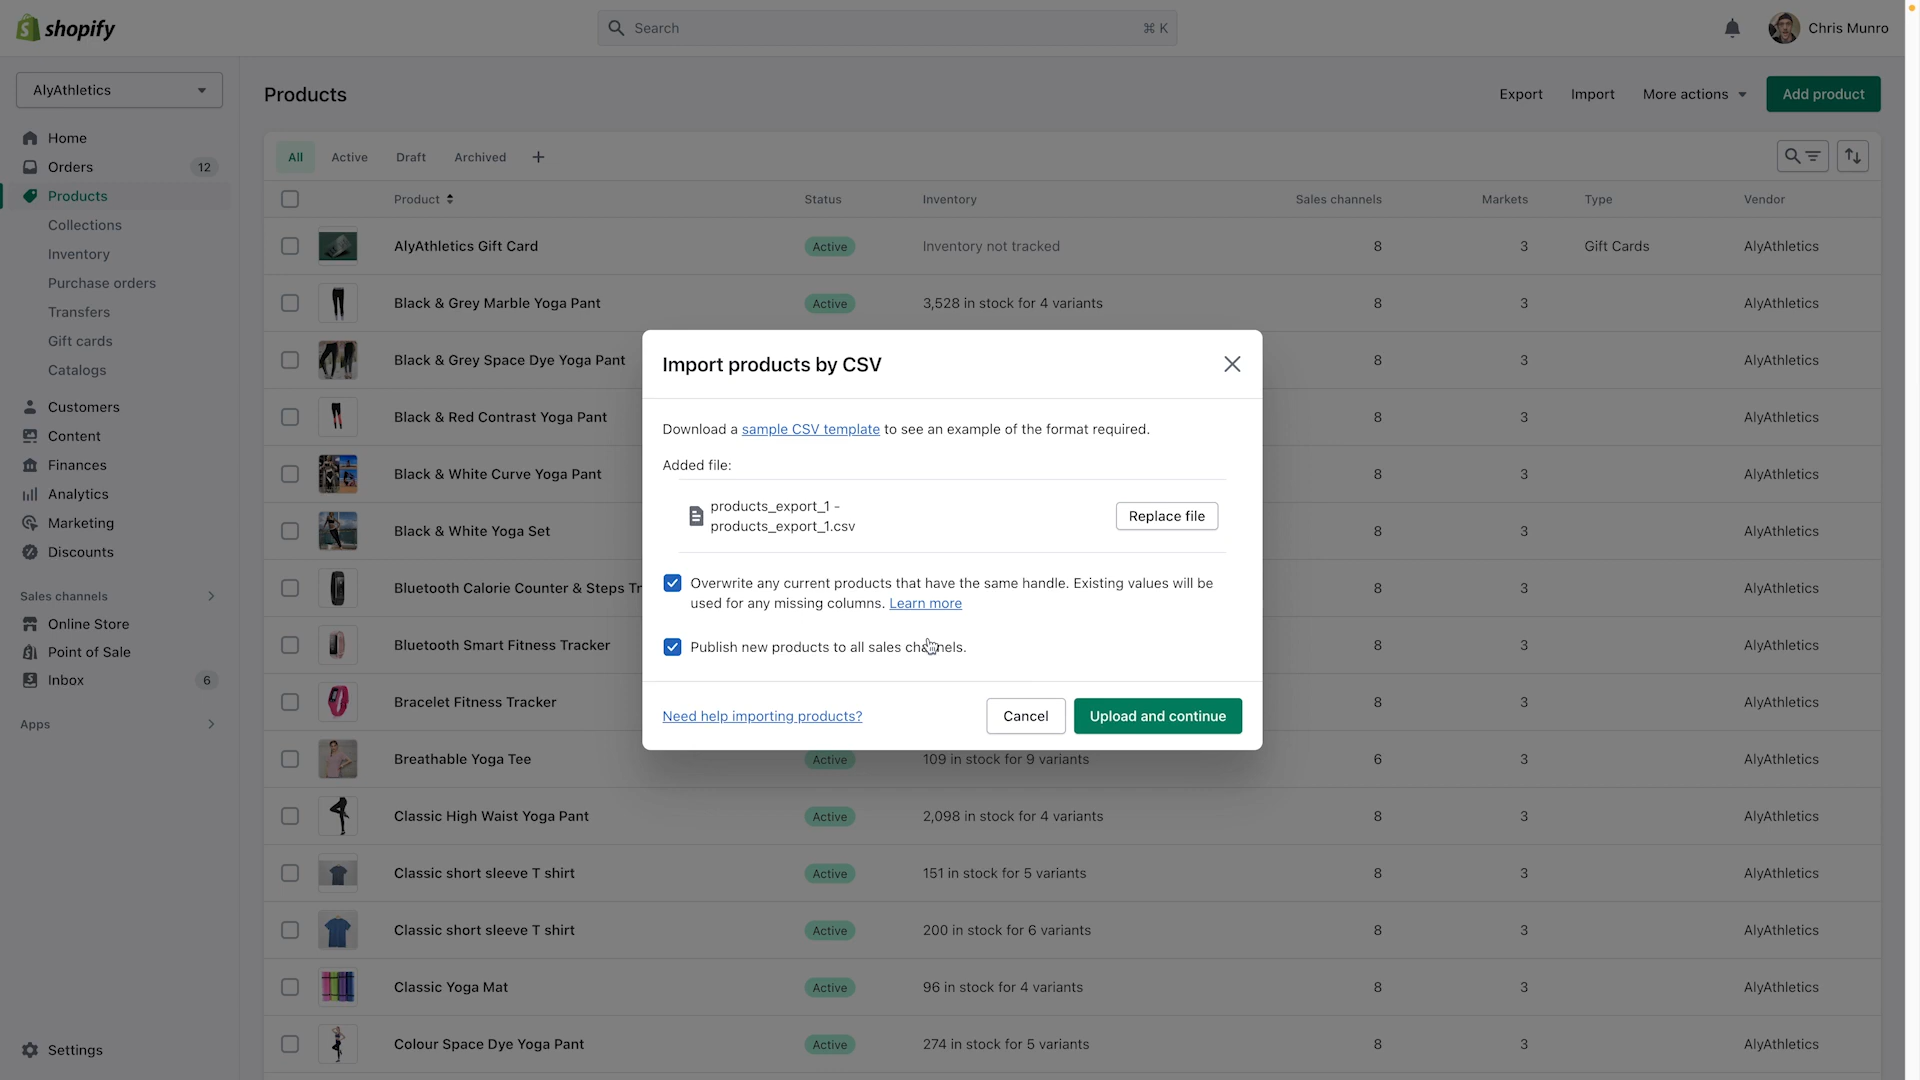 shopify
Search
⌘ K
Chris Munro
AlyAthletics
Home
Orders 12
Products
Collections
Inventory
Purchase orders
Transfers
Gift cards
Catalogs
Customers
Content
Finances
Analytics
Marketing
Discounts
Sales channels
Online Store
Point of Sale
Inbox 6
Apps
Settings
Products
Export Import More actions Add product
All Active Draft Archived
Product Status Inventory Sales channels Markets Type Vendor
AlyAthletics Gift Card Active Inventory not tracked 8 3 Gift Cards AlyAthletics
Black & Grey Marble Yoga Pant Active 3,528 in stock for 4 variants 8 3 AlyAthletics
Black & Grey Space Dye Yoga Pant 8 3 AlyAthletics
Black & Red Contrast Yoga Pant 8 3 AlyAthletics
Black & White Curve Yoga Pant 8 3 AlyAthletics
Black & White Yoga Set 8 3 AlyAthletics
Bluetooth Calorie Counter & Steps Tr 8 3 AlyAthletics
Bluetooth Smart Fitness Tracker 8 3 AlyAthletics
Bracelet Fitness Tracker 8 3 AlyAthletics
Breathable Yoga Tee Active 109 in stock for 9 variants 6 3 AlyAthletics
Classic High Waist Yoga Pant Active 2,098 in stock for 4 variants 8 3 AlyAthletics
Classic short sleeve T shirt Active 151 in stock for 5 variants 8 3 AlyAthletics
Classic short sleeve T shirt Active 200 in stock for 6 variants 8 3 AlyAthletics
Classic Yoga Mat Active 96 in stock for 4 variants 8 3 AlyAthletics
Colour Space Dye Yoga Pant Active 274 in stock for 5 variants 8 3 AlyAthletics
Import products by CSV
Download a sample CSV template to see an example of the format required.
Added file:
products_export_1 -
products_export_1.csv
Replace file
Overwrite any current products that have the same handle. Existing values will be
used for any missing columns. Learn more
Publish new products to all sales channels.
Need help importing products? Cancel Upload and continue